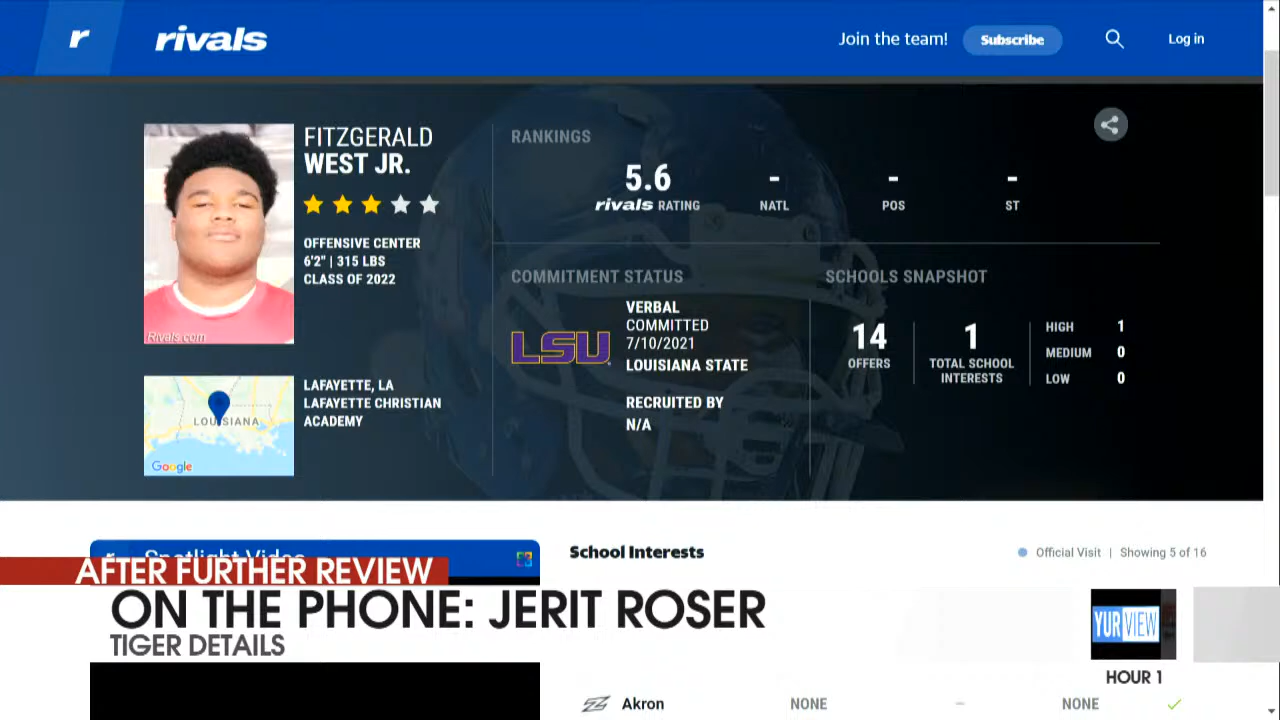 r
rivals
Join the team!
Subscribe
Log in
FITZGERALD
WEST JR.
OFFENSIVE CENTER
6'2" | 315 LBS
CLASS OF 2022
Rivals.com
LOUISIANA
Google
LAFAYETTE, LA
LAFAYETTE CHRISTIAN
ACADEMY
RANKINGS
5.6
rivals RATING
-
NATL
-
POS
-
ST
COMMITMENT STATUS
LSU
VERBAL
COMMITTED
7/10/2021
LOUISIANA STATE
RECRUITED BY
N/A
SCHOOLS SNAPSHOT
14
OFFERS
1
TOTAL SCHOOL
INTERESTS
HIGH 1
MEDIUM 0
LOW 0
Spotlight Video
School Interests
Official Visit | Showing 5 of 16
AFTER FURTHER REVIEW
ON THE PHONE: JERIT ROSER
TIGER DETAILS
YURVIEW
HOUR 1
Akron NONE - NONE